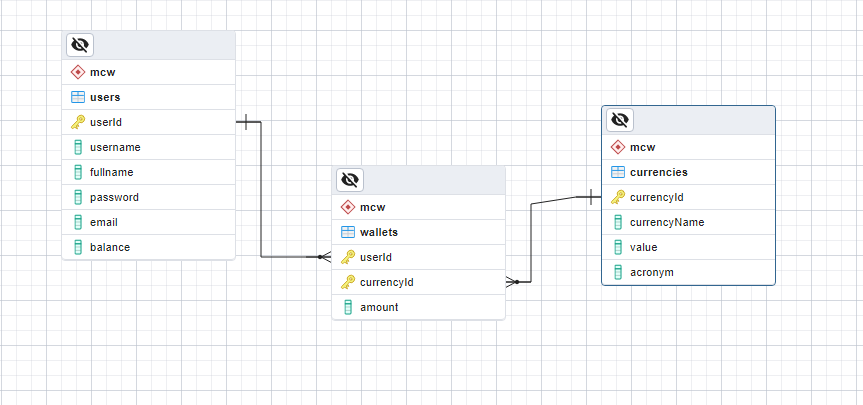 mcw
users
userId
username
fullname
password
email
balance
mcw
wallets
userId
currencyId
amount
mcw
currencies
currencyId
currencyName
value
acronym